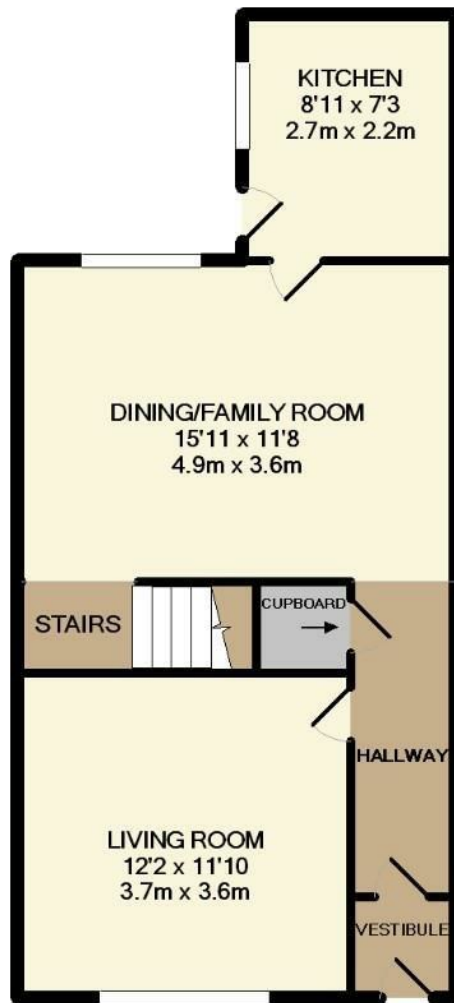 KITCHEN
8'11 x 7'3
2.7m x 2.2m
DINING/FAMILY ROOM
15'11 x 11'8
4.9m x 3.6m
STAIRS
CUPBOARD
HALLWAY
LIVING ROOM
12'2 x 11'10
3.7m x 3.6m
VESTIBULE